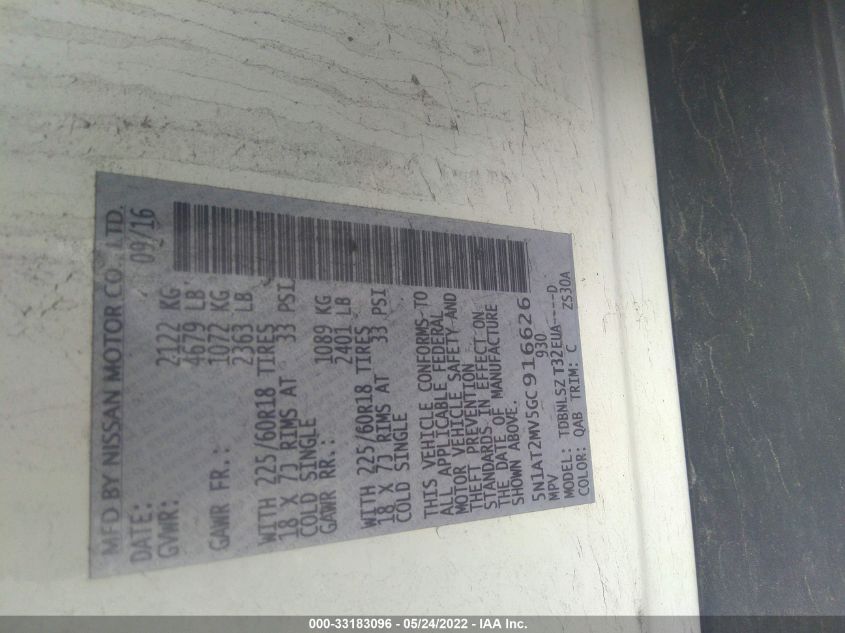 MFD BY NISSAN MOTOR CO., LTD.
DATE: 09/16
GVWR: 2122 KG
4679 LB
GAWR FR.: 1072 KG
2363 LB
WITH 225/60R18 TIRES
18 X 7J RIMS AT 33 PSI
COLD SINGLE
GAWR RR.: 1089 KG
2401 LB
WITH 225/60R18 TIRES
18 X 7J RIMS AT 33 PSI
COLD SINGLE
THIS VEHICLE CONFORMS TO
ALL APPLICABLE FEDERAL
MOTOR VEHICLE SAFETY AND
THEFT PREVENTION
STANDARDS IN EFFECT ON
THE DATE OF MANUFACTURE
SHOWN ABOVE.
5N1AT2MV5GC916626
MPV 930
MODEL: TDBNLSZ T32EUA----D
COLOR: QAB TRIM: C ZS30A
000-33183096 - 05/24/2022 - IAA Inc.